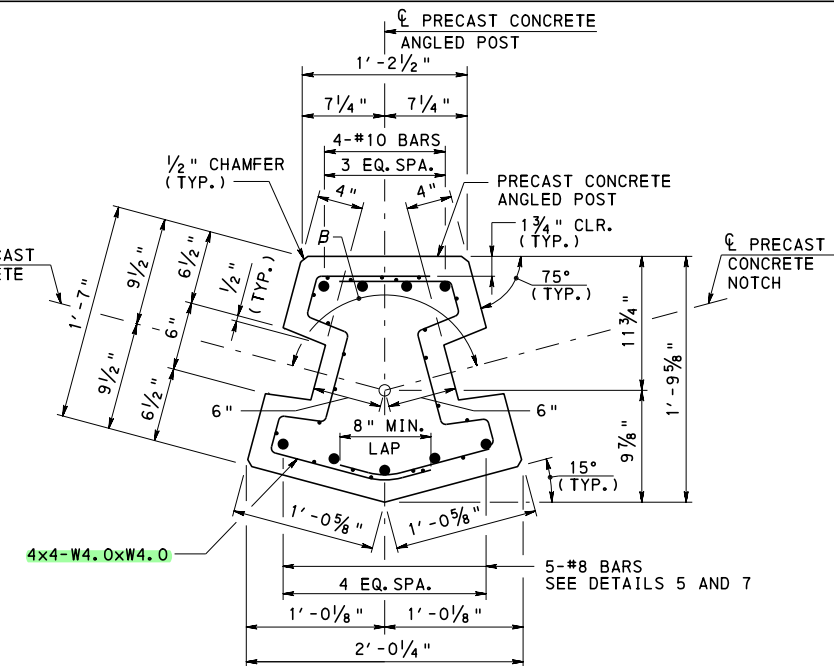 ℄ PRECAST CONCRETE
ANGLED POST
1'-2½"
7¼" 7¼"
4-#10 BARS
3 EQ. SPA.
½" CHAMFER
(TYP.)
4" 4"
PRECAST CONCRETE
ANGLED POST
1¾" CLR.
(TYP.)
β
75°
(TYP.)
CAST
ETE
℄ PRECAST
CONCRETE
NOTCH
1'-7"
9½"
9½"
6½"
6"
6½"
½"
(TYP.)
11¾"
9⅞"
1'-9⅝"
6" 6"
8" MIN.
LAP
15°
(TYP.)
1'-0⅝" 1'-0⅝"
4x4-W4.0xW4.0
5-#8 BARS
SEE DETAILS 5 AND 7
4 EQ. SPA.
1'-0⅛" 1'-0⅛"
2'-0¼"